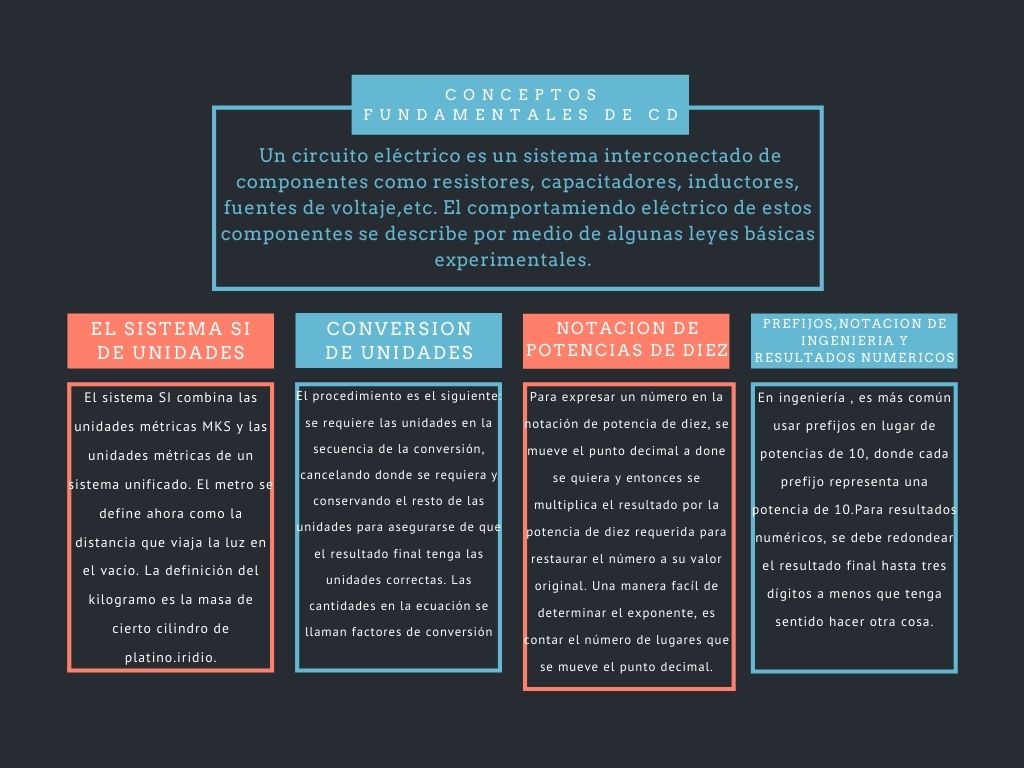 CONCEPTOS
FUNDAMENTALES DE CD
Un circuito eléctrico es un sistema interconectado de
componentes como resistores, capacitadores, inductores,
fuentes de voltaje,etc. El comportamiento eléctrico de estos
componentes se describe por medio de algunas leyes básicas
experimentales.
EL SISTEMA SI
DE UNIDADES
El sistema SI combina las
unidades métricas MKS y las
unidades métricas de un
sistema unificado. El metro se
define ahora como la
distancia que viaja la luz en
el vacío. La definición del
kilogramo es la masa de
cierto cilindro de
platino.iridio.
CONVERSION
DE UNIDADES
El procedimiento es el siguiente:
se requiere las unidades en la
secuencia de la conversión,
cancelando donde se requiera y
conservando el resto de las
unidades para asegurarse de que
el resultado final tenga las
unidades correctas. Las
cantidades en la ecuación se
llaman factores de conversión
NOTACION DE
POTENCIAS DE DIEZ
Para expresar un número en la
notación de potencia de diez, se
mueve el punto decimal a done
se quiera y entonces se
multiplica el resultado por la
potencia de diez requerida para
restaurar el número a su valor
original. Una manera facíl de
determinar el exponente, es
contar el número de lugares que
se mueve el punto decimal.
PREFIJOS,NOTACION DE
INGENIERIA Y
RESULTADOS NUMERICOS
En ingeniería , es más común
usar prefijos en lugar de
potencias de 10, donde cada
prefijo representa una
potencia de 10.Para resultados
numéricos, se debe redondear
el resultado final hasta tres
dígitos a menos que tenga
sentido hacer otra cosa.